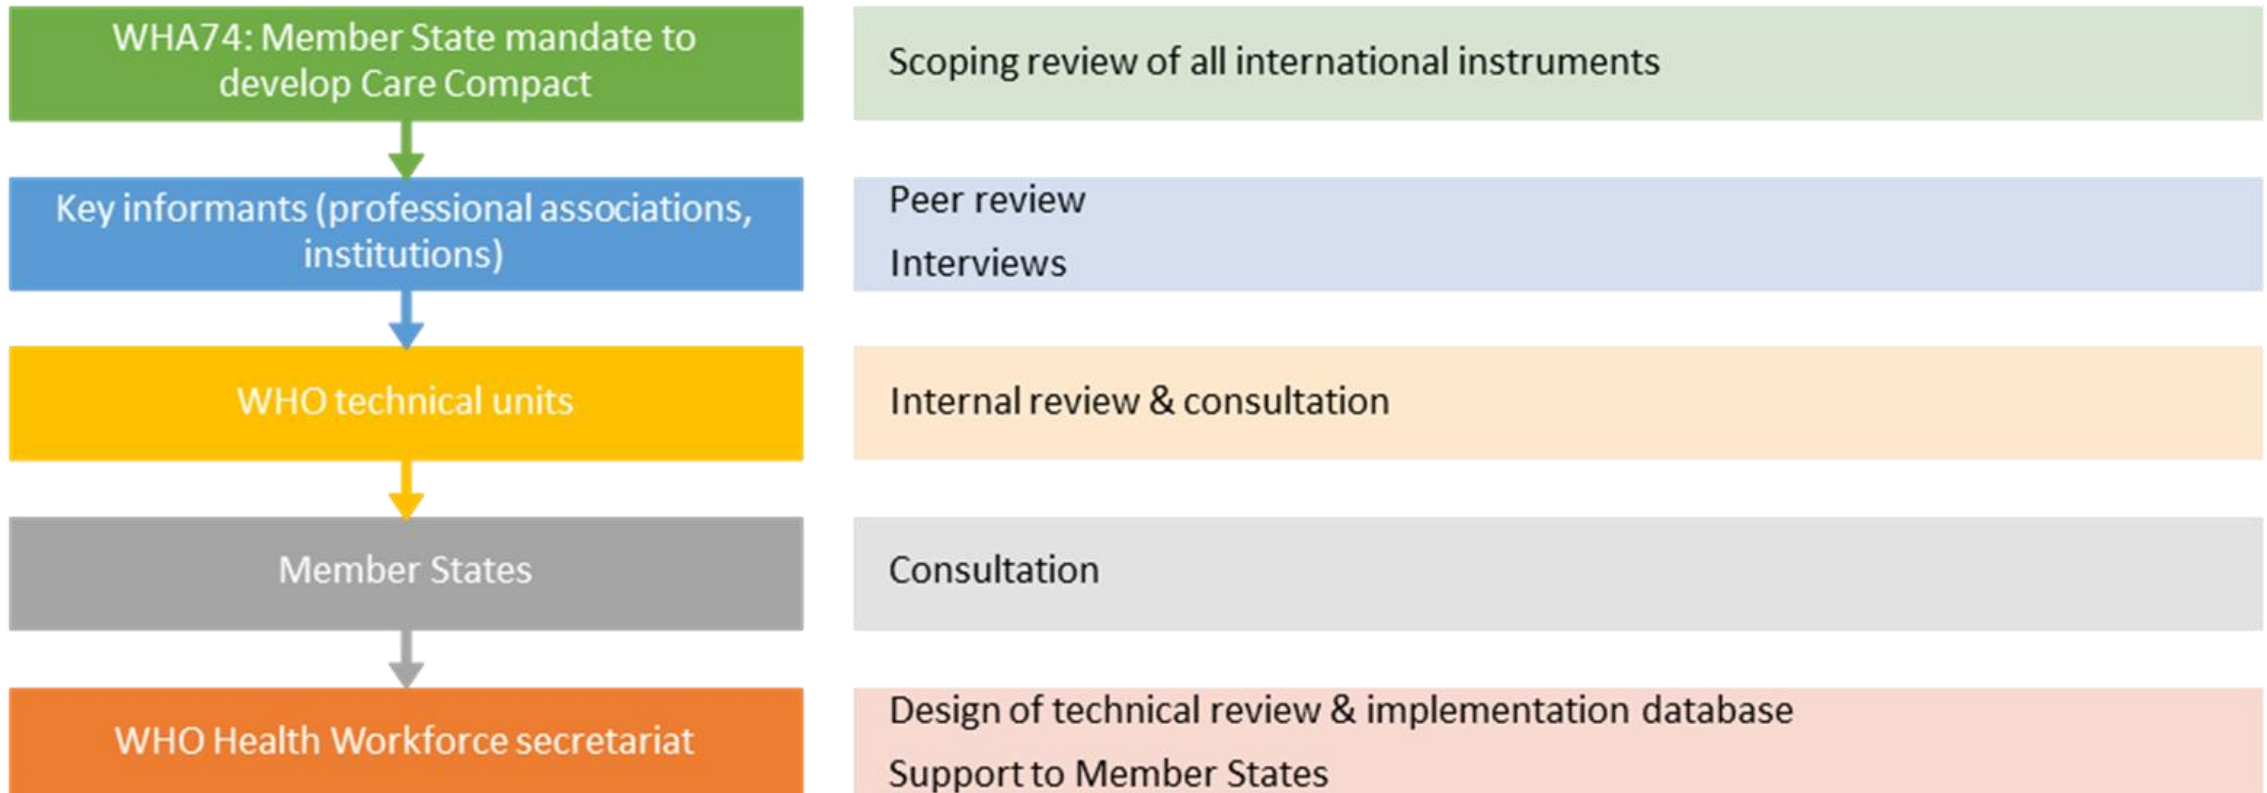 WHA74: Member State mandate to
develop Care Compact
Scoping review of all international instruments
Key informants (professional associations,
institutions)
Peer review
Interviews
WHO technical units
Internal review & consultation
Member States
Consultation
WHO Health Workforce secretariat
Design of technical review & implementation database
Support to Member States